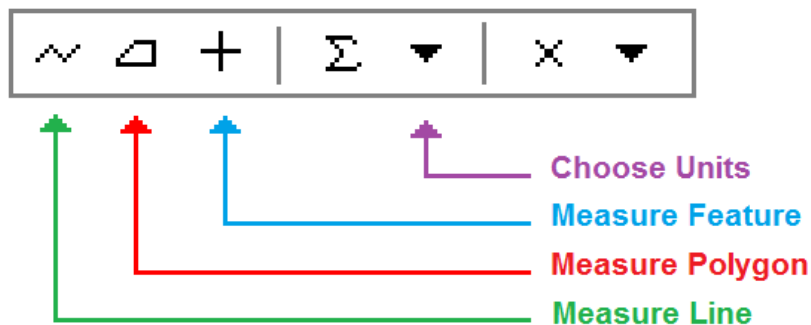 Σ
Choose Units
Measure Feature
Measure Polygon
Measure Line